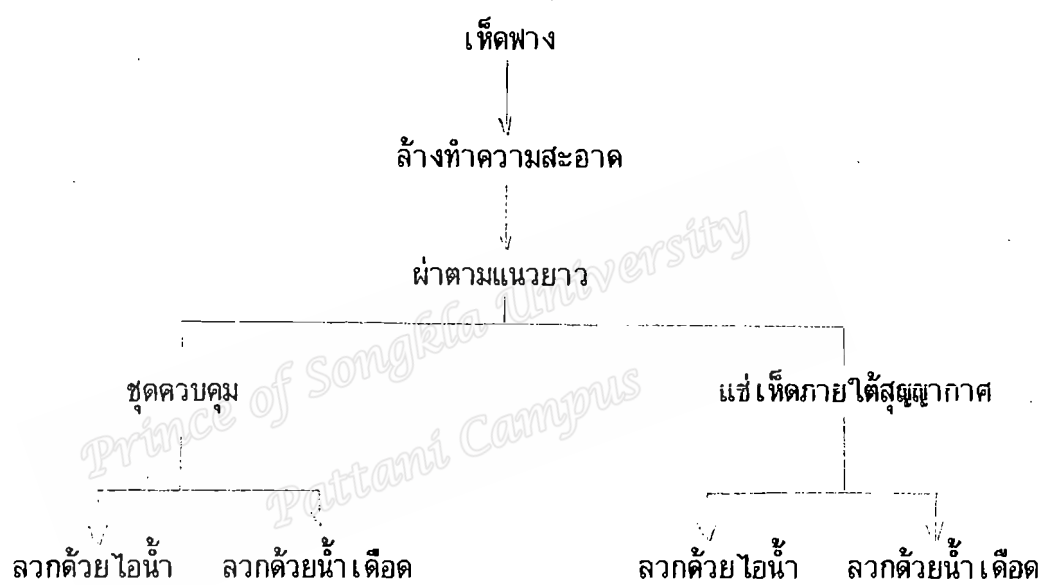 เห็ดฟาง
ล้างทำความสะอาด
ผ่าตามแนวยาว
ชุดควบคุม แช่เห็ดภายใต้สุญญากาศ
ลวกด้วยไอน้ำ ลวกด้วยน้ำเดือด ลวกด้วยไอน้ำ ลวกด้วยน้ำเดือด
Prince of Songkla University
Pattani Campus